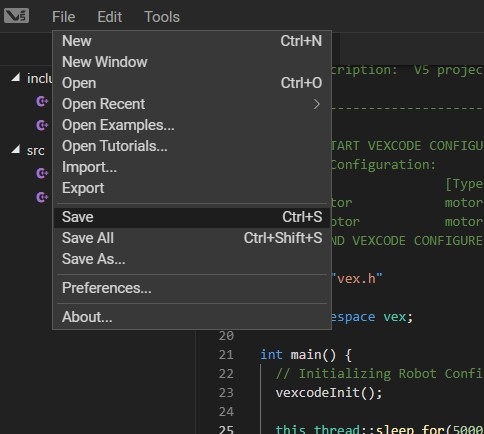 V5 File Edit Tools
New Ctrl+N
New Window
Open Ctrl+O
Open Recent
Open Examples...
Open Tutorials...
Import...
Export
Save Ctrl+S
Save All Ctrl+Shift+S
Save As...
Preferences...
About...
inclu
src
cription: V5 projec
----------------
TART VEXCODE CONFIGU
Configuration:
[Type
tor motor
otor motor
ND VEXCODE CONFIGURE
"vex.h"
espace vex;
20
21 int main() {
22 // Initializing Robot Confi
23 vexcodeInit();
24
25 this_thread::sleep_for(5000